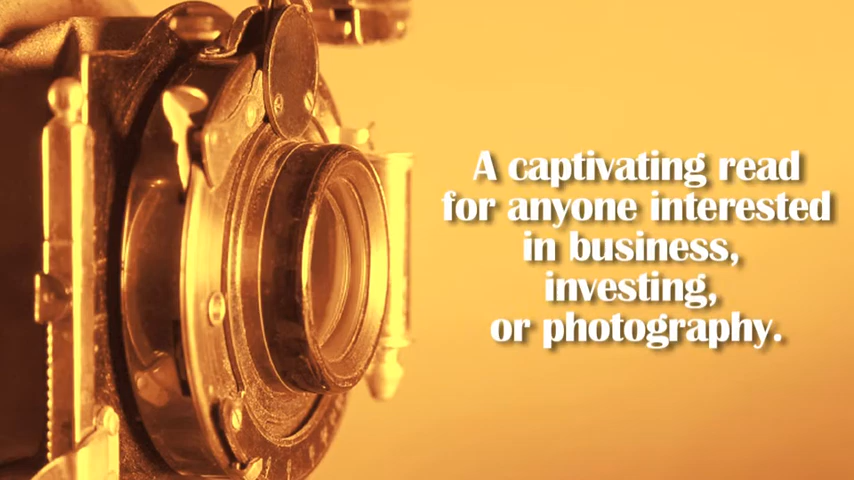 A captivating read
for anyone interested
in business,
investing,
or photography.